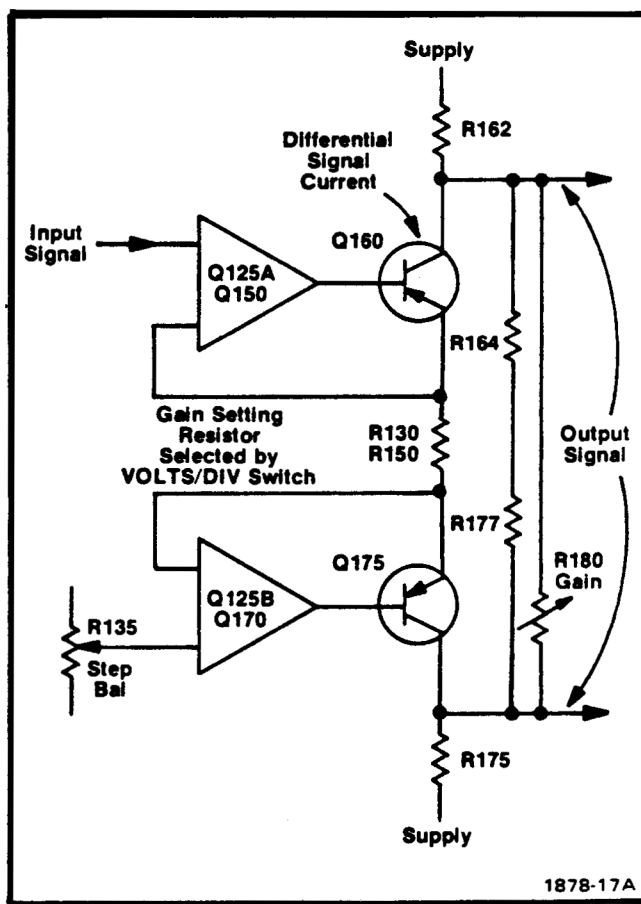 Supply
R162
Differential
Signal
Current
Input
Signal
Q160
Q125A
Q150
R164
Gain Setting
Resistor
Selected by
VOLTS/DIV Switch
R130
R150
Output
Signal
R177
Q175
R180
Gain
Q125B
Q170
R135
Step
Bal
R175
Supply
1878-17A